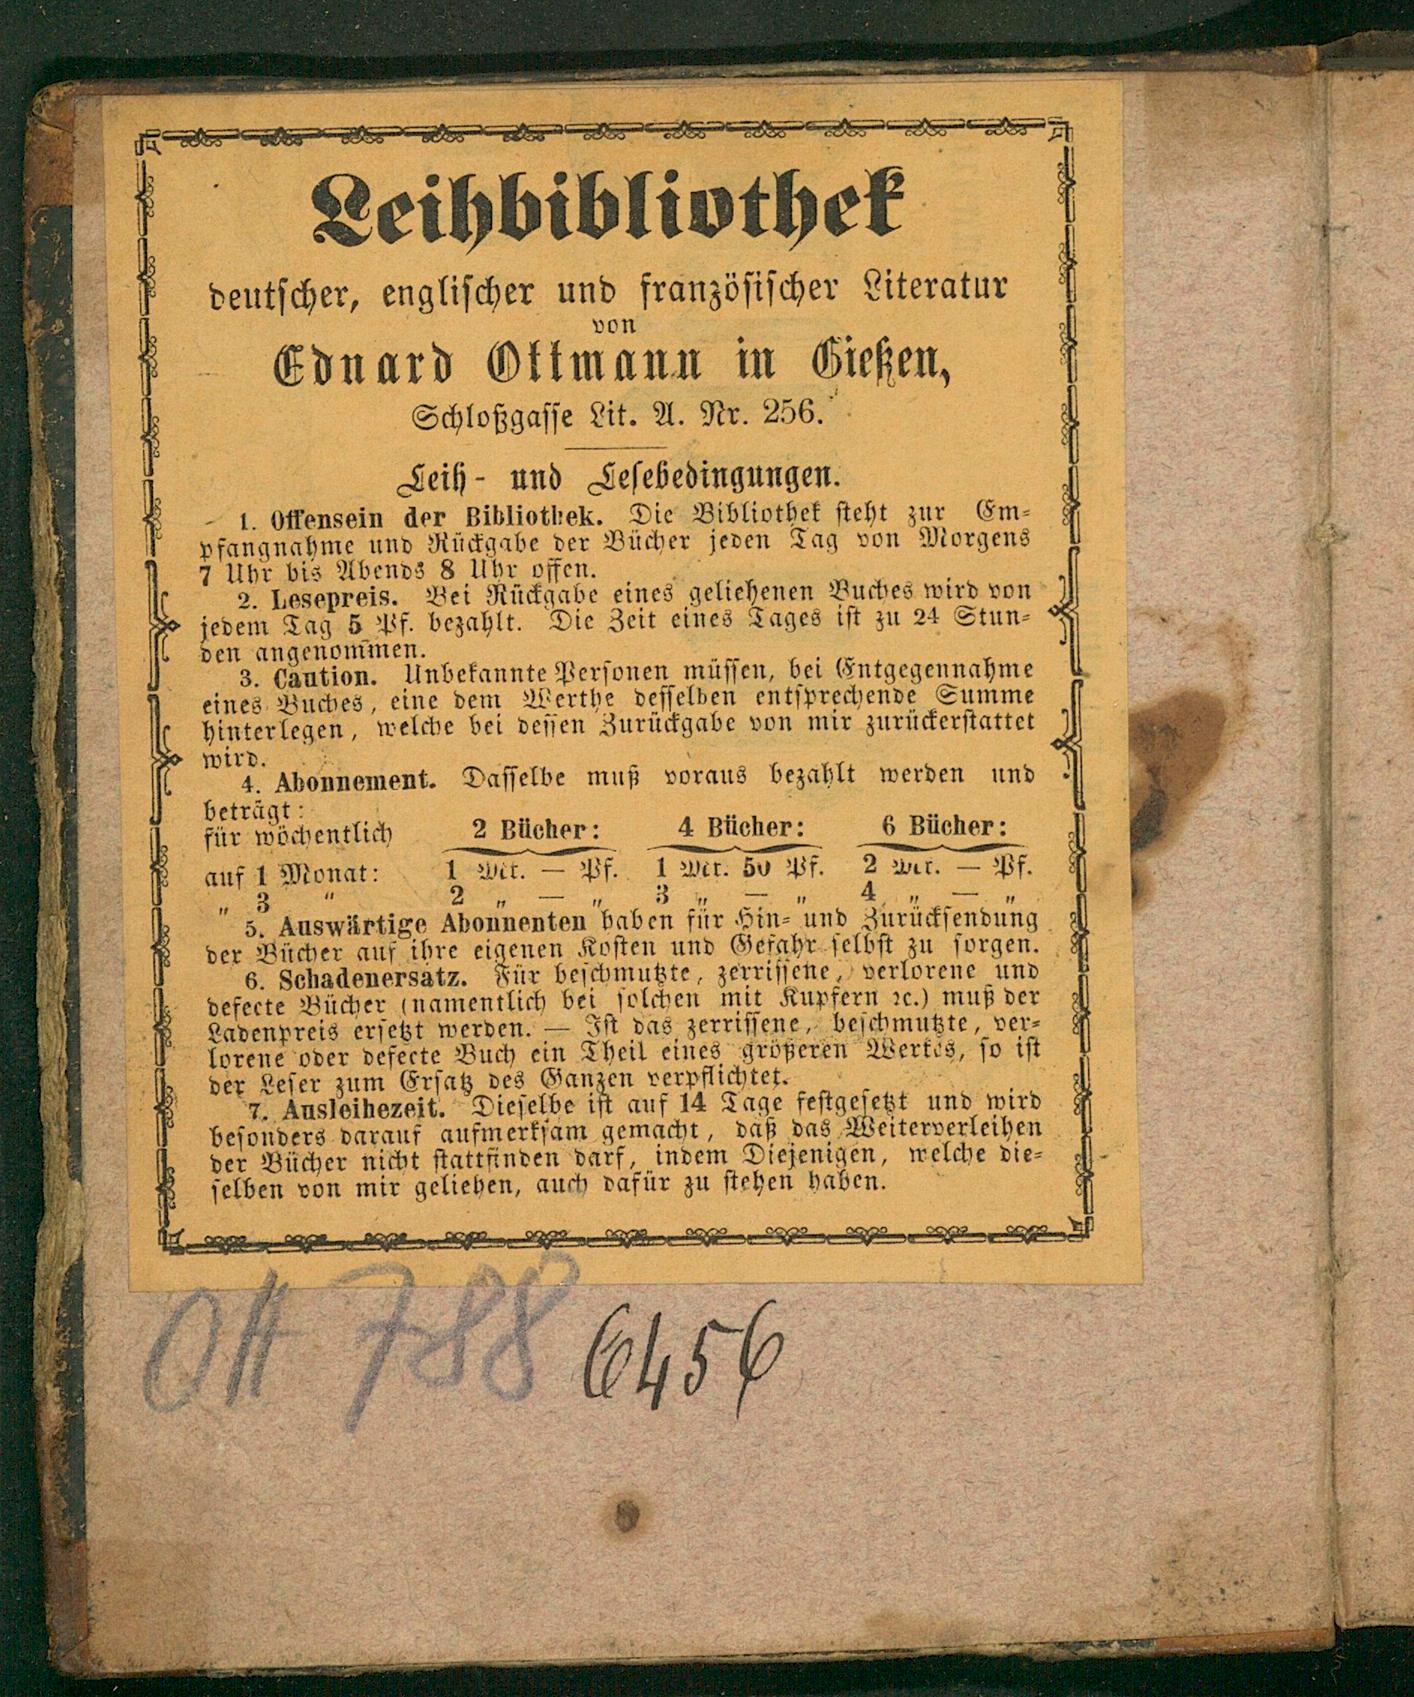 Leihbibliothek
deutscher, englischer und französischer Literatur
von
Eduard Ottmann in Gießen,
Schloßgasse Lit. A. Nr. 256.
Leih- und Lesebedingungen.
1. Offensein der Bibliothek. Die Bibliothek steht zur Em-
pfangnahme und Rückgabe der Bücher jeden Tag von Morgens
7 Uhr bis Abends 8 Uhr offen.
2. Lesepreis. Bei Rückgabe eines geliehenen Buches wird von
jedem Tag 5 Pf. bezahlt. Die Zeit eines Tages ist zu 24 Stun-
den angenommen.
3. Caution. Unbekannte Personen müssen, bei Entgegennahme
eines Buches, eine dem Werthe desselben entsprechende Summe
hinterlegen, welche bei dessen Zurückgabe von mir zurückerstattet
wird.
4. Abonnement. Dasselbe muß voraus bezahlt werden und
beträgt:
für wöchentlich 2 Bücher: 4 Bücher: 6 Bücher:
auf 1 Monat: 1 Mk. — Pf. 1 Mk. 50 Pf. 2 Mk. — Pf.
„ 3 „ 2 „ — „ 3 „ — „ 4 „ — „
5. Auswärtige Abonnenten haben für Hin- und Zurücksendung
der Bücher auf ihre eigenen Kosten und Gefahr selbst zu sorgen.
6. Schadenersatz. Für beschmutzte, zerrissene, verlorene und
defecte Bücher (namentlich bei solchen mit Kupfern ꝛc.) muß der
Ladenpreis ersetzt werden. — Ist das zerrissene, beschmutzte, ver-
lorene oder defecte Buch ein Theil eines größeren Werkes, so ist
der Leser zum Ersatz des Ganzen verpflichtet.
7. Ausleihezeit. Dieselbe ist auf 14 Tage festgesetzt und wird
besonders darauf aufmerksam gemacht, daß das Weiterverleihen
der Bücher nicht stattfinden darf, indem Diejenigen, welche die-
selben von mir geliehen, auch dafür zu stehen haben.
Ott 788 6456